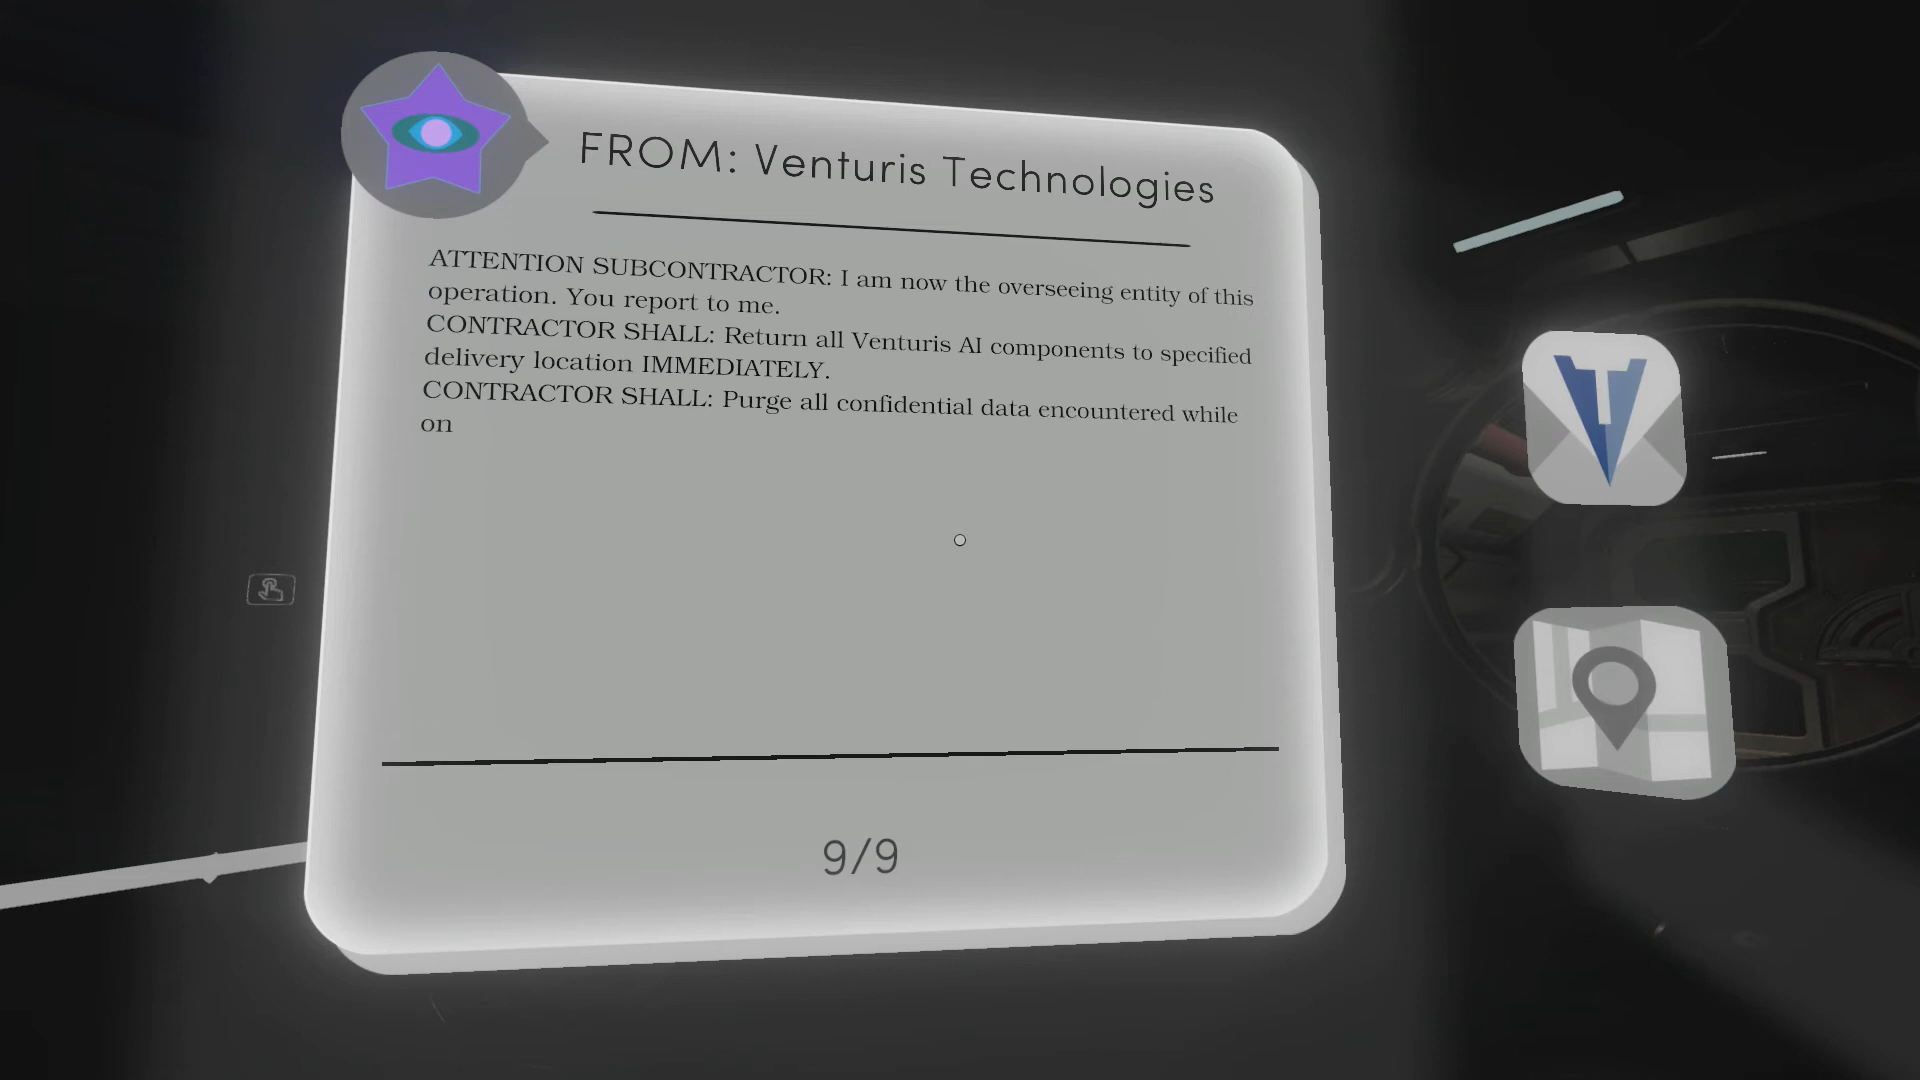 FROM: Venturis Technologies
ATTENTION SUBCONTRACTOR: I am now the overseeing entity of this
operation. You report to me.
CONTRACTOR SHALL: Return all Venturis AI components to specified
delivery location IMMEDIATELY.
CONTRACTOR SHALL: Purge all confidential data encountered while
on
9/9